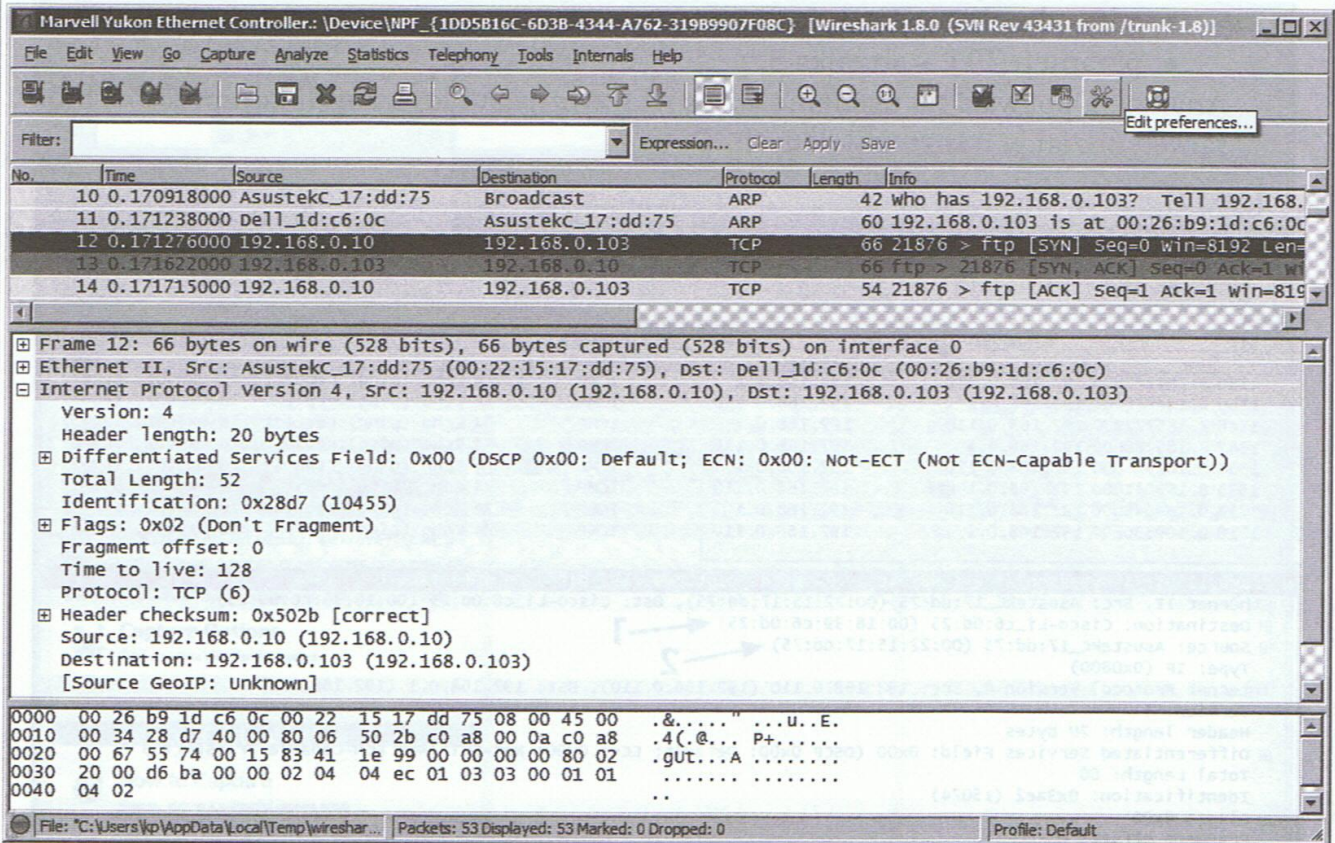 Marvell Yukon Ethernet Controller.: \Device\NPF_{1DD5B16C-6D3B-4344-A762-319B9907F08C} [Wireshark 1.8.0 (SVN Rev 43431 from /trunk-1.8)]
File Edit View Go Capture Analyze Statistics Telephony Tools Internals Help
Edit preferences...
Filter: Expression... Clear Apply Save
No. Time Source Destination Protocol Length Info
10 0.170918000 AsustekC_17:dd:75 Broadcast ARP 42 Who has 192.168.0.103? Tell 192.168.
11 0.171238000 Dell_1d:c6:0c AsustekC_17:dd:75 ARP 60 192.168.0.103 is at 00:26:b9:1d:c6:0c
12 0.171276000 192.168.0.10 192.168.0.103 TCP 66 21876 > ftp [SYN] Seq=0 Win=8192 Len=
13 0.171622000 192.168.0.103 192.168.0.10 TCP 66 ftp > 21876 [SYN, ACK] Seq=0 Ack=1 Wi
14 0.171715000 192.168.0.10 192.168.0.103 TCP 54 21876 > ftp [ACK] Seq=1 Ack=1 Win=819
Frame 12: 66 bytes on wire (528 bits), 66 bytes captured (528 bits) on interface 0
Ethernet II, Src: AsustekC_17:dd:75 (00:22:15:17:dd:75), Dst: Dell_1d:c6:0c (00:26:b9:1d:c6:0c)
Internet Protocol Version 4, Src: 192.168.0.10 (192.168.0.10), Dst: 192.168.0.103 (192.168.0.103)
Version: 4
Header length: 20 bytes
Differentiated Services Field: 0x00 (DSCP 0x00: Default; ECN: 0x00: Not-ECT (Not ECN-Capable Transport))
Total Length: 52
Identification: 0x28d7 (10455)
Flags: 0x02 (Don't Fragment)
Fragment offset: 0
Time to live: 128
Protocol: TCP (6)
Header checksum: 0x502b [correct]
Source: 192.168.0.10 (192.168.0.10)
Destination: 192.168.0.103 (192.168.0.103)
[Source GeoIP: Unknown]
0000 00 26 b9 1d c6 0c 00 22 15 17 dd 75 08 00 45 00 .&....." ...u..E.
0010 00 34 28 d7 40 00 80 06 50 2b c0 a8 00 0a c0 a8 .4(.@... P+......
0020 00 67 55 74 00 15 83 41 1e 99 00 00 00 00 80 02 .gUt...A ........
0030 20 00 d6 ba 00 00 02 04 04 ec 01 03 03 00 01 01 ....... ........
0040 04 02 ..
File: "C:\Users\kp\AppData\Local\Temp\wireshar... Packets: 53 Displayed: 53 Marked: 0 Dropped: 0 Profile: Default